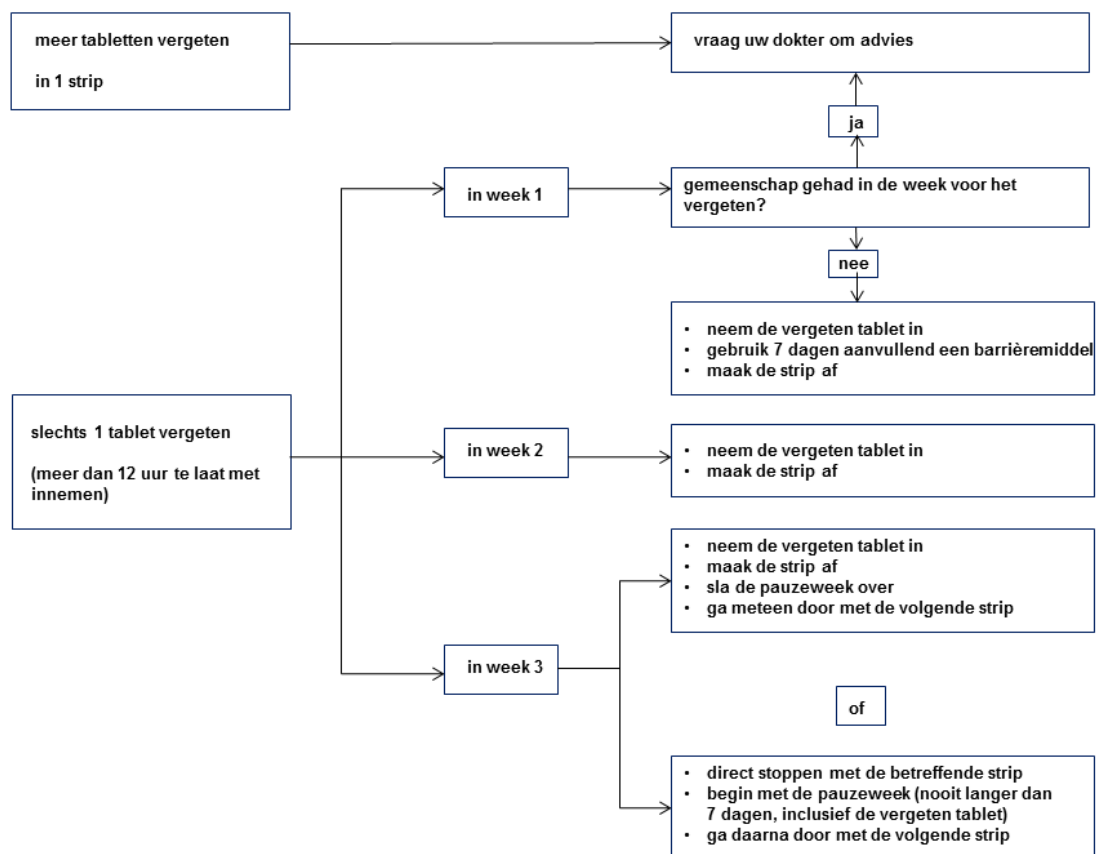 meer tabletten vergeten
in 1 strip
vraag uw dokter om advies
ja
in week 1
gemeenschap gehad in de week voor het
vergeten?
nee
• neem de vergeten tablet in
• gebruik 7 dagen aanvullend een barrièremiddel
• maak de strip af
slechts 1 tablet vergeten
(meer dan 12 uur te laat met
innemen)
in week 2
• neem de vergeten tablet in
• maak de strip af
• neem de vergeten tablet in
• maak de strip af
• sla de pauzeweek over
• ga meteen door met de volgende strip
in week 3
of
• direct stoppen met de betreffende strip
• begin met de pauzeweek (nooit langer dan
7 dagen, inclusief de vergeten tablet)
• ga daarna door met de volgende strip